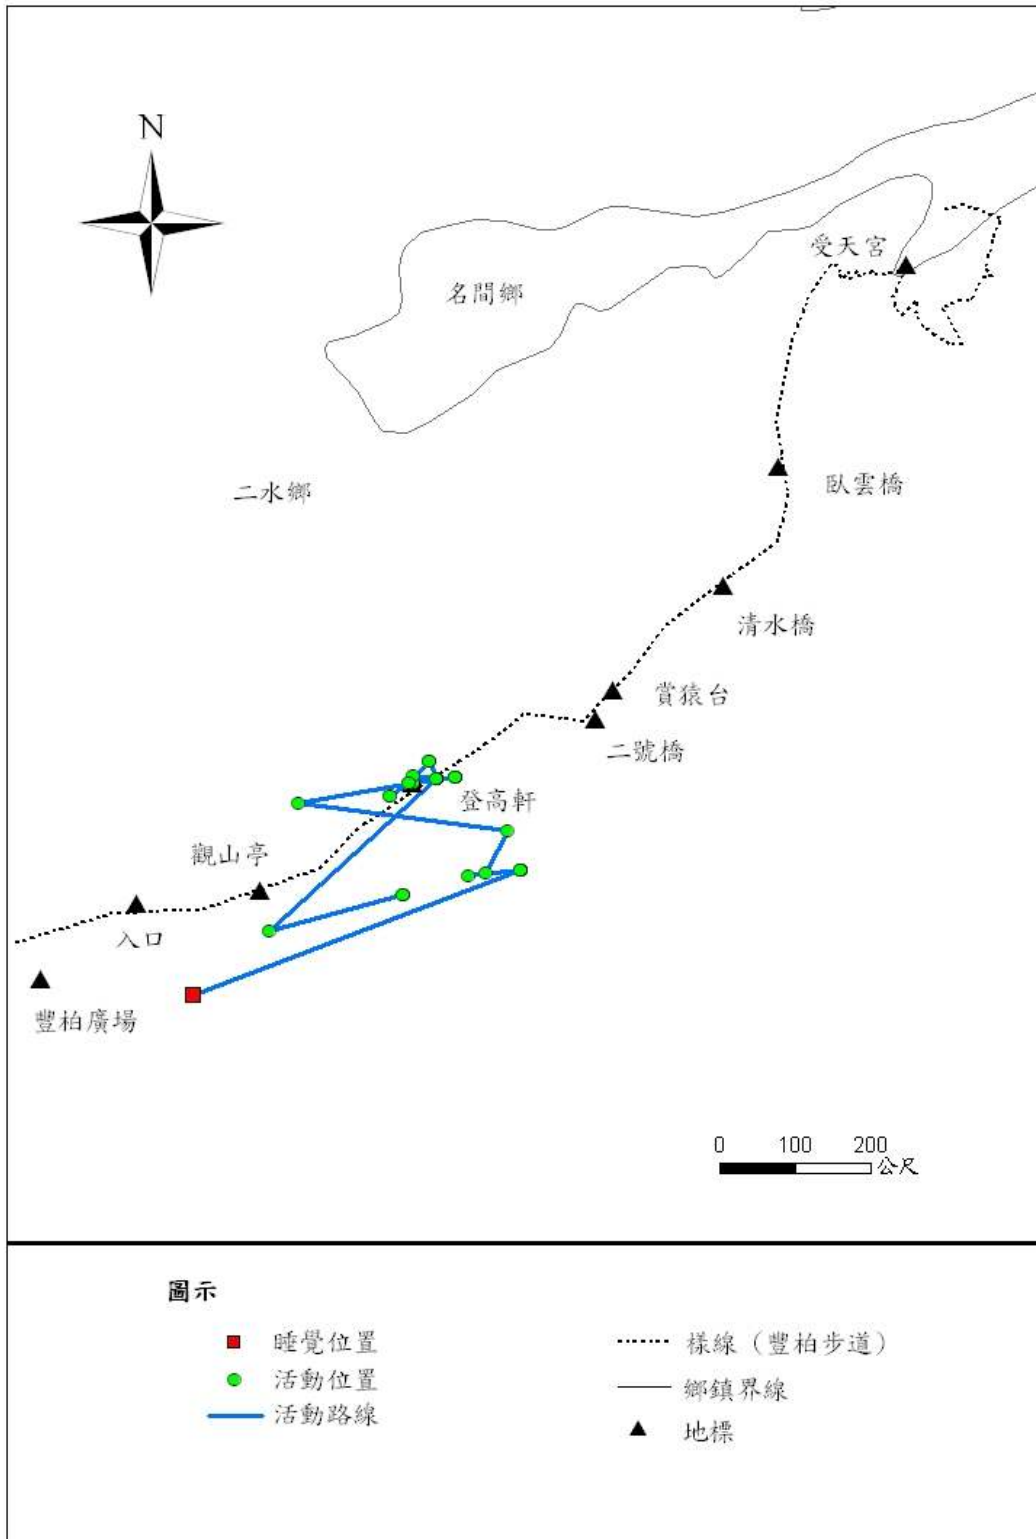 N
受天宮
名間鄉
臥雲橋
二水鄉
清水橋
賞猿台
二號橋
登高軒
觀山亭
入口
豐柏廣場
0 100 200
公尺
圖示
睡覺位置
活動位置
活動路線
樣線（豐柏步道）
鄉鎮界線
地標